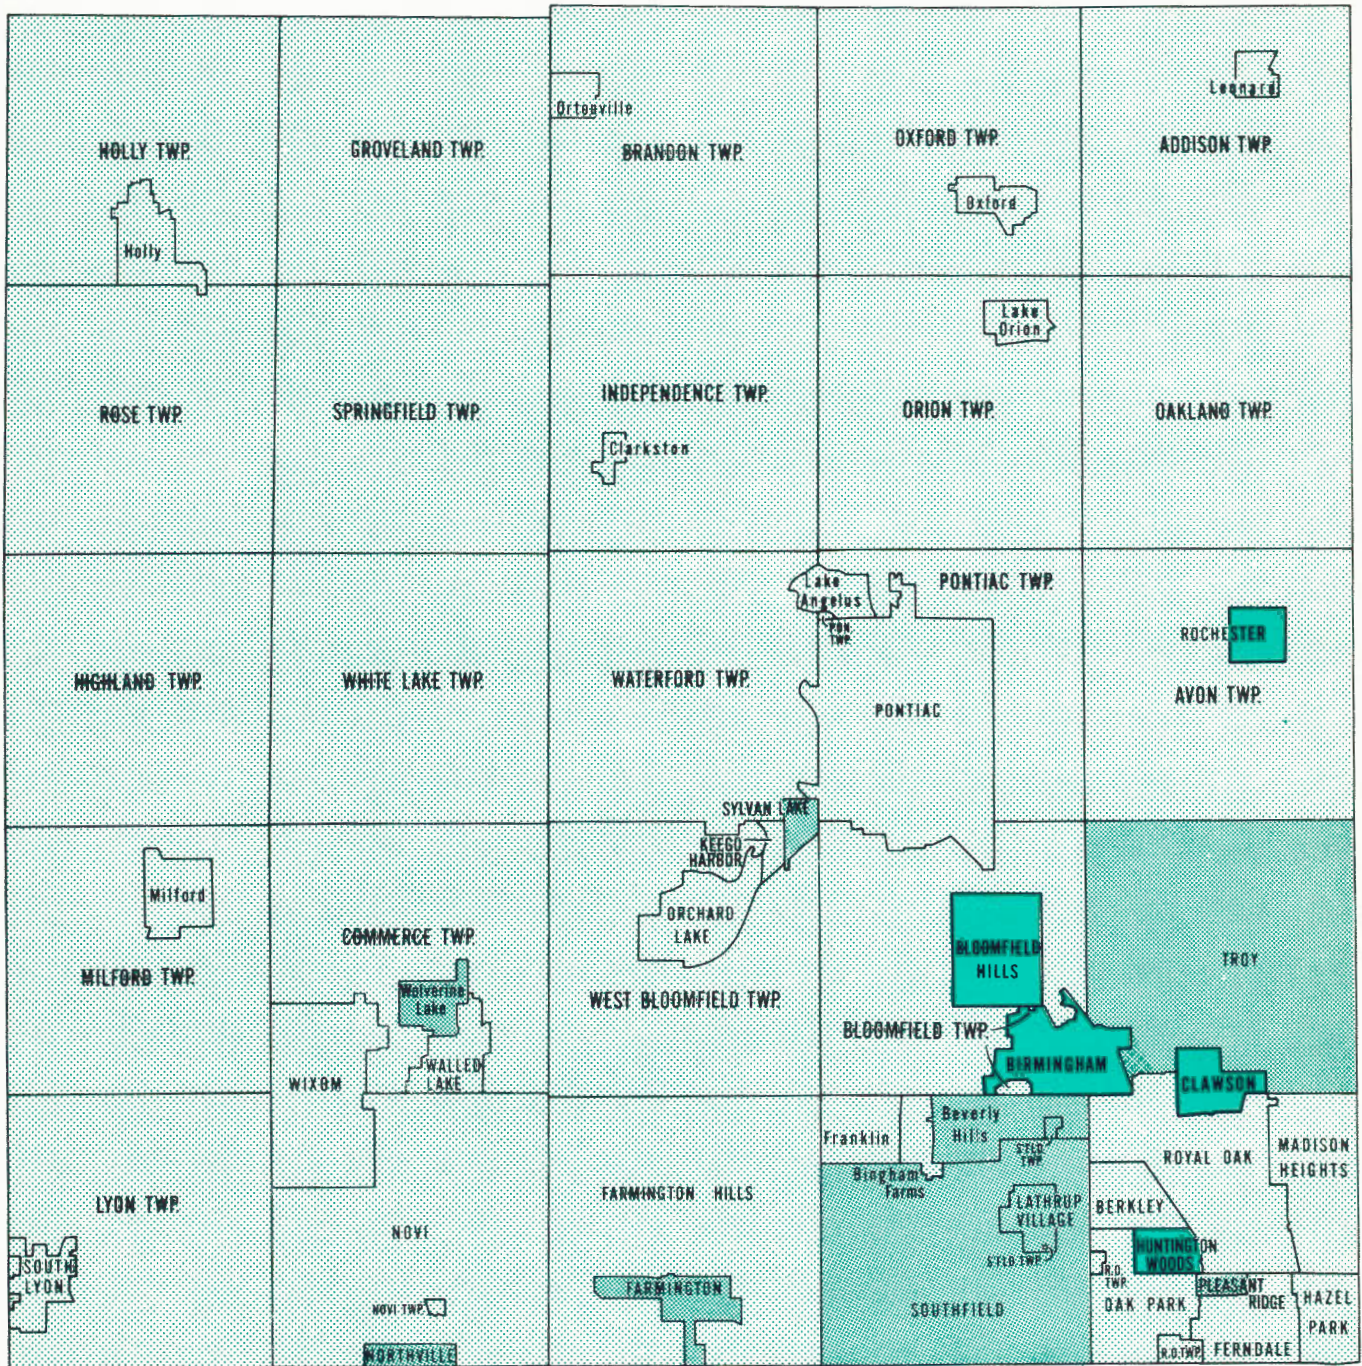 Leonard
Ortonville
HOLLY TWP.
GROVELAND TWP.
BRANDON TWP.
OXFORD TWP.
ADDISON TWP.
Holly
Oxford
Lake
Orion
ROSE TWP.
SPRINGFIELD TWP.
INDEPENDENCE TWP.
ORION TWP.
OAKLAND TWP.
Clarkston
Lake
Angelus
PONTIAC TWP.
PON.
TWP.
ROCHESTER
HIGHLAND TWP.
WHITE LAKE TWP.
WATERFORD TWP.
PONTIAC
AVON TWP.
SYLVAN LAKE
KEEGO
HARBOR
Milford
ORCHARD
LAKE
COMMERCE TWP.
BLOOMFIELD
HILLS
TROY
MILFORD TWP.
Wolverine
Lake
WEST BLOOMFIELD TWP.
BLOOMFIELD TWP.
WIXOM
WALLED
LAKE
BIRMINGHAM
CLAWSON
Franklin
Beverly
Hills
STLD
TWP.
ROYAL OAK
MADISON
HEIGHTS
Bingham
Farms
LYON TWP.
FARMINGTON HILLS
LATHRUP
VILLAGE
BERKLEY
NOVI
STLD TWP.
HUNTINGTON
WOODS
SOUTH
LYON
R.O.
TWP.
NOVI TWP.
FARMINGTON
SOUTHFIELD
OAK PARK
PLEASANT
RIDGE
HAZEL
PARK
NORTHVILLE
R.O.TWP.
FERNDALE